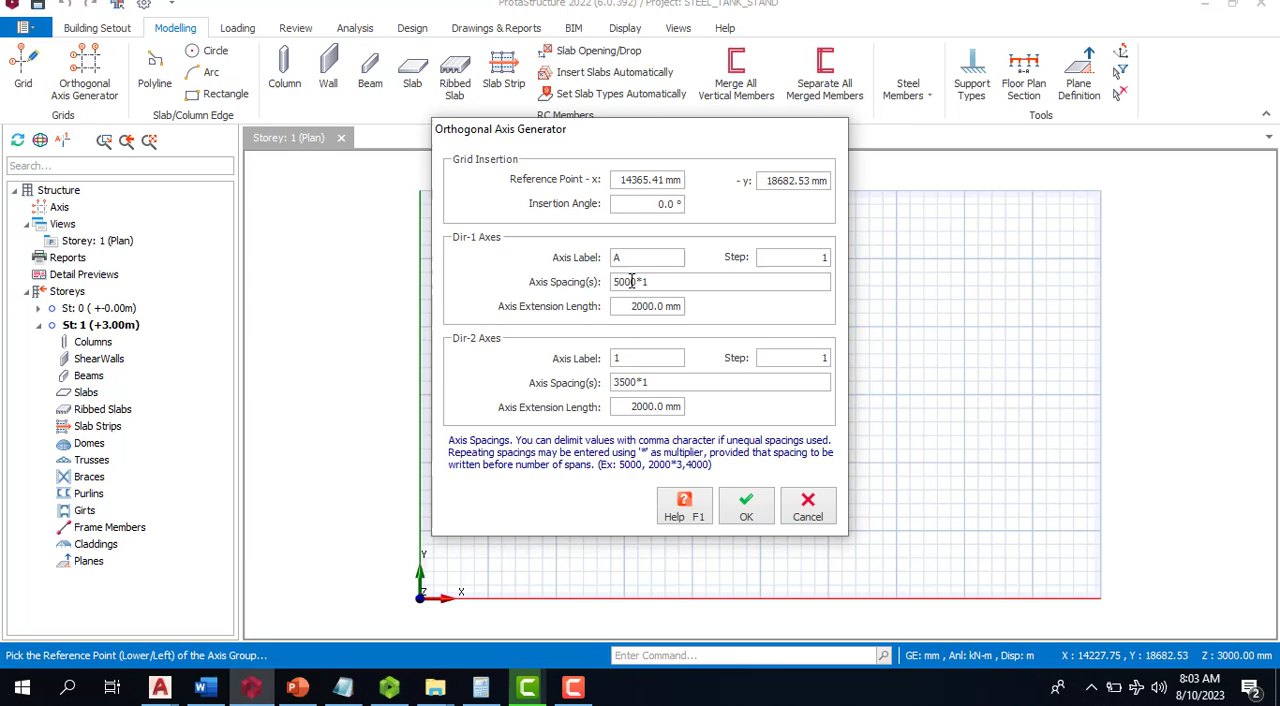 ProtaStructure 2022 (6.0.392) / Project: STEEL_TANK_STAND
Building Setout
Modelling
Loading
Review
Analysis
Design
Drawings & Reports
BIM
Display
Views
Help
Grid
Orthogonal
Axis Generator
Grids
Polyline
Circle
Arc
Rectangle
Slab/Column Edge
Column
Wall
Beam
Slab
Ribbed
Slab
Slab Strip
Slab Opening/Drop
Insert Slabs Automatically
Set Slab Types Automatically
RC Members
Merge All
Vertical Members
Separate All
Merged Members
Steel
Members
Support
Types
Floor Plan
Section
Plane
Definition
Tools
Search...
Structure
Axis
Views
Storey: 1 (Plan)
Reports
Detail Previews
Storeys
St: 0 ( +-0.00m)
St: 1 (+3.00m)
Columns
ShearWalls
Beams
Slabs
Ribbed Slabs
Slab Strips
Domes
Trusses
Braces
Purlins
Girts
Frame Members
Claddings
Planes
Storey: 1 (Plan)
Orthogonal Axis Generator
Grid Insertion
Reference Point - x: 14365.41 mm - y: 18682.53 mm
Insertion Angle: 0.0 °
Dir-1 Axes
Axis Label: A Step: 1
Axis Spacing(s): 5000*1
Axis Extension Length: 2000.0 mm
Dir-2 Axes
Axis Label: 1 Step: 1
Axis Spacing(s): 3500*1
Axis Extension Length: 2000.0 mm
Axis Spacings. You can delimit values with comma character if unequal spacings used.
Repeating spacings may be entered using '*' as multiplier, provided that spacing to be
written before number of spans. (Ex: 5000, 2000*3,4000)
Help F1
OK
Cancel
Y
Z
X
Pick the Reference Point (Lower/Left) of the Axis Group...
Enter Command...
GE: mm , Anl: kN-m , Disp: m
X : 14227.75 , Y : 18682.53
Z : 3000.00 mm
8:03 AM
8/10/2023
2